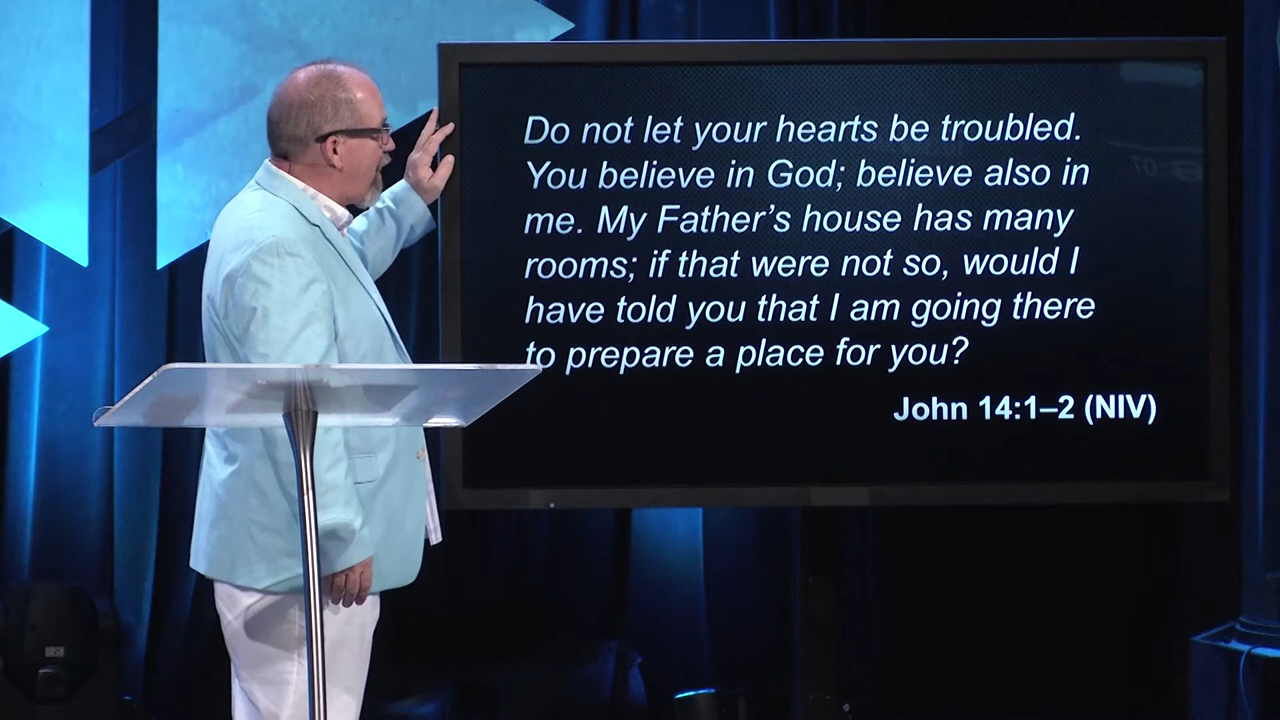 Do not let your hearts be troubled.
You believe in God; believe also in
me. My Father’s house has many
rooms; if that were not so, would I
have told you that I am going there
to prepare a place for you?
John 14:1–2 (NIV)